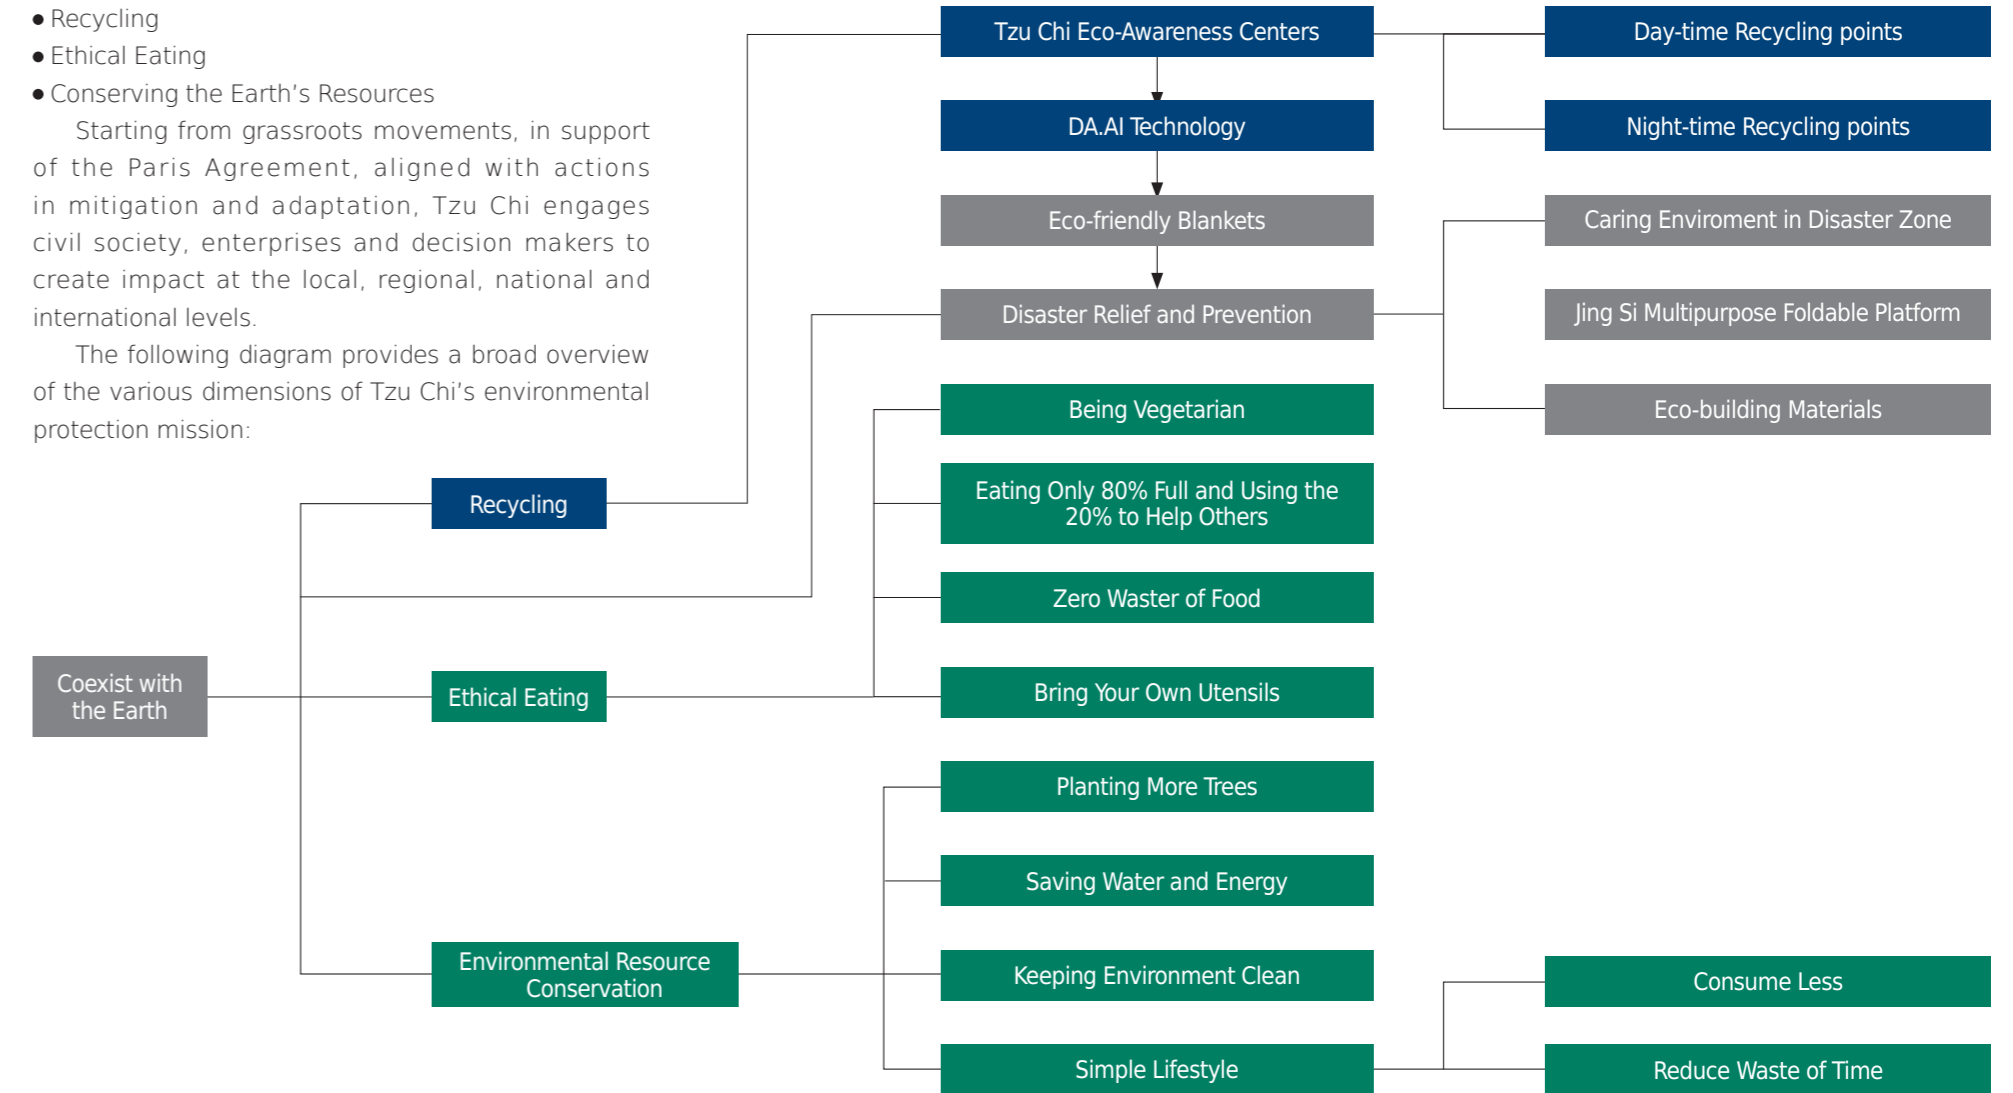 ● Recycling
● Ethical Eating
● Conserving the Earth's Resources
Starting from grassroots movements, in support
of the Paris Agreement, aligned with actions
in mitigation and adaptation, Tzu Chi engages
civil society, enterprises and decision makers to
create impact at the local, regional, national and
international levels.
The following diagram provides a broad overview
of the various dimensions of Tzu Chi's environmental
protection mission:
Coexist with
the Earth
Recycling
Ethical Eating
Environmental Resource
Conservation
Tzu Chi Eco-Awareness Centers
DA.AI Technology
Eco-friendly Blankets
Disaster Relief and Prevention
Being Vegetarian
Eating Only 80% Full and Using the
20% to Help Others
Zero Waster of Food
Bring Your Own Utensils
Planting More Trees
Saving Water and Energy
Keeping Environment Clean
Simple Lifestyle
Day-time Recycling points
Night-time Recycling points
Caring Enviroment in Disaster Zone
Jing Si Multipurpose Foldable Platform
Eco-building Materials
Consume Less
Reduce Waste of Time